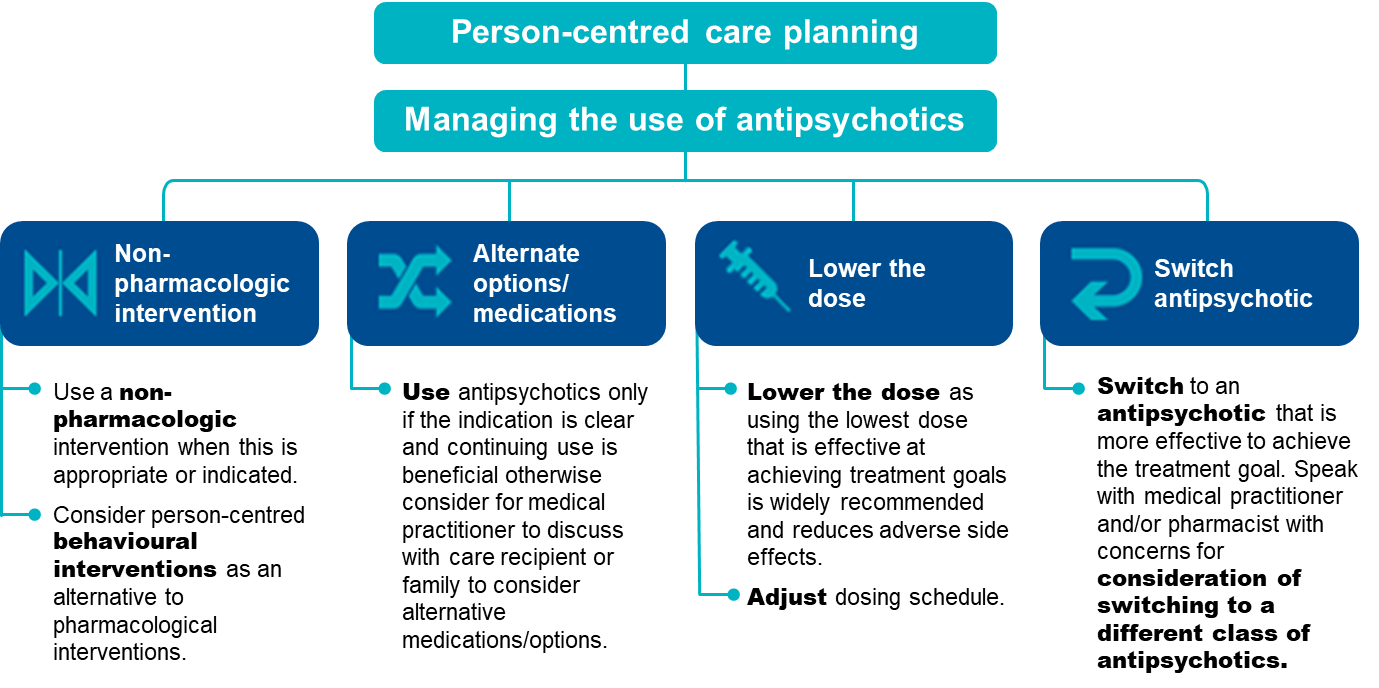 Person-centred care planning
Managing the use of antipsychotics
Non-
pharmacologic
intervention
Use a non-
pharmacologic
intervention when this is
appropriate or indicated.
Consider person-centred
behavioural
interventions as an
alternative to
pharmacological
interventions.
Alternate
options/
medications
Use antipsychotics only
if the indication is clear
and continuing use is
beneficial otherwise
consider for medical
practitioner to discuss
with care recipient or
family to consider
alternative
medications/options.
Lower the
dose
Lower the dose as
using the lowest dose
that is effective at
achieving treatment goals
is widely recommended
and reduces adverse side
effects.
Adjust dosing schedule.
Switch
antipsychotic
Switch to an
antipsychotic that is
more effective to achieve
the treatment goal. Speak
with medical practitioner
and/or pharmacist with
concerns for
consideration of
switching to a
different class of
antipsychotics.